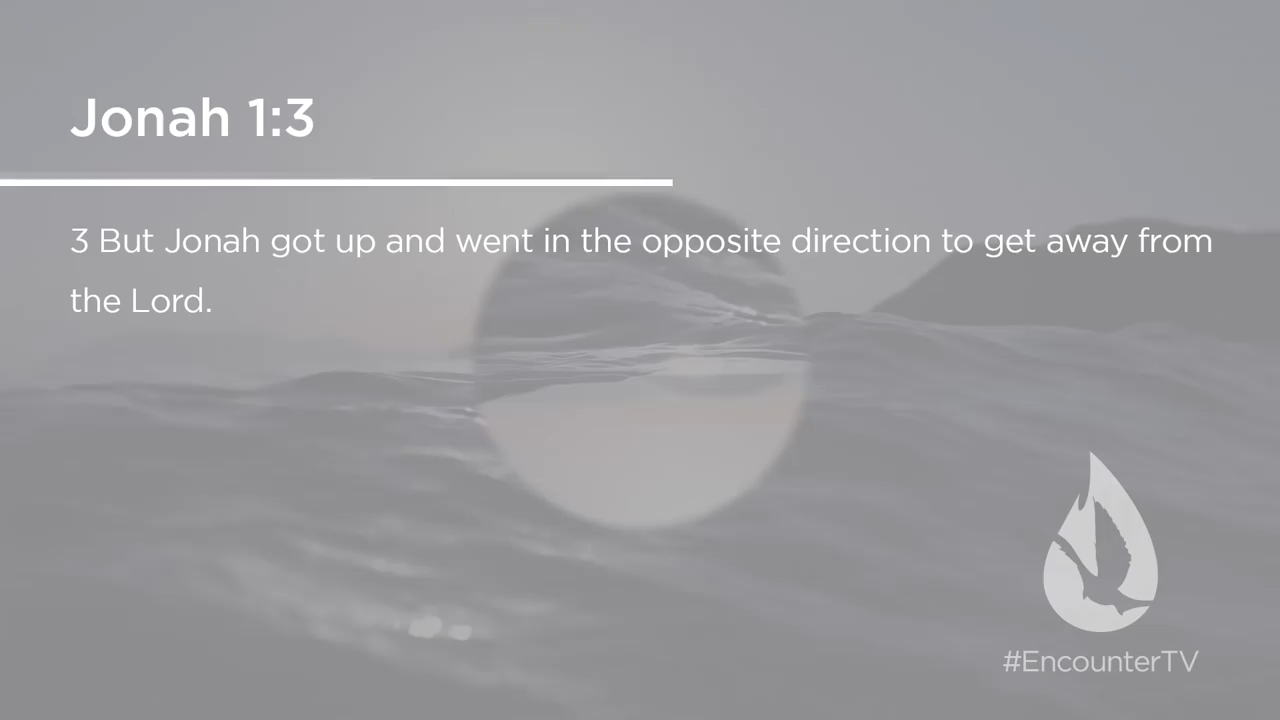 Jonah 1:3
3 But Jonah got up and went in the opposite direction to get away from
the Lord.
#EncounterTV